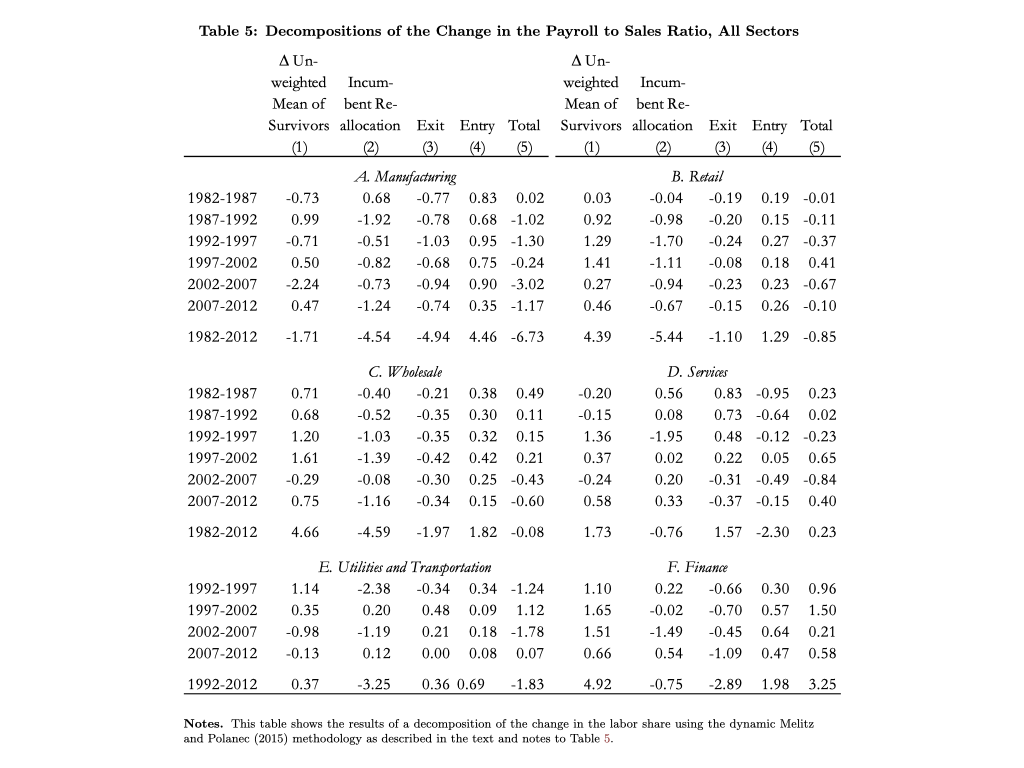 Table 5: Decompositions of the Change in the Payroll to Sales Ratio, All Sectors
Δ Un- Δ Un-
weighted Incum- weighted Incum-
Mean of bent Re- Mean of bent Re-
Survivors allocation Exit Entry Total Survivors allocation Exit Entry Total
(1) (2) (3) (4) (5) (1) (2) (3) (4) (5)
A. Manufacturing B. Retail
1982-1987 -0.73 0.68 -0.77 0.83 0.02 0.03 -0.04 -0.19 0.19 -0.01
1987-1992 0.99 -1.92 -0.78 0.68 -1.02 0.92 -0.98 -0.20 0.15 -0.11
1992-1997 -0.71 -0.51 -1.03 0.95 -1.30 1.29 -1.70 -0.24 0.27 -0.37
1997-2002 0.50 -0.82 -0.68 0.75 -0.24 1.41 -1.11 -0.08 0.18 0.41
2002-2007 -2.24 -0.73 -0.94 0.90 -3.02 0.27 -0.94 -0.23 0.23 -0.67
2007-2012 0.47 -1.24 -0.74 0.35 -1.17 0.46 -0.67 -0.15 0.26 -0.10
1982-2012 -1.71 -4.54 -4.94 4.46 -6.73 4.39 -5.44 -1.10 1.29 -0.85
C. Wholesale D. Services
1982-1987 0.71 -0.40 -0.21 0.38 0.49 -0.20 0.56 0.83 -0.95 0.23
1987-1992 0.68 -0.52 -0.35 0.30 0.11 -0.15 0.08 0.73 -0.64 0.02
1992-1997 1.20 -1.03 -0.35 0.32 0.15 1.36 -1.95 0.48 -0.12 -0.23
1997-2002 1.61 -1.39 -0.42 0.42 0.21 0.37 0.02 0.22 0.05 0.65
2002-2007 -0.29 -0.08 -0.30 0.25 -0.43 -0.24 0.20 -0.31 -0.49 -0.84
2007-2012 0.75 -1.16 -0.34 0.15 -0.60 0.58 0.33 -0.37 -0.15 0.40
1982-2012 4.66 -4.59 -1.97 1.82 -0.08 1.73 -0.76 1.57 -2.30 0.23
E. Utilities and Transportation F. Finance
1992-1997 1.14 -2.38 -0.34 0.34 -1.24 1.10 0.22 -0.66 0.30 0.96
1997-2002 0.35 0.20 0.48 0.09 1.12 1.65 -0.02 -0.70 0.57 1.50
2002-2007 -0.98 -1.19 0.21 0.18 -1.78 1.51 -1.49 -0.45 0.64 0.21
2007-2012 -0.13 0.12 0.00 0.08 0.07 0.66 0.54 -1.09 0.47 0.58
1992-2012 0.37 -3.25 0.36 0.69 -1.83 4.92 -0.75 -2.89 1.98 3.25
Notes. This table shows the results of a decomposition of the change in the labor share using the dynamic Melitz
and Polanec (2015) methodology as described in the text and notes to Table 5.